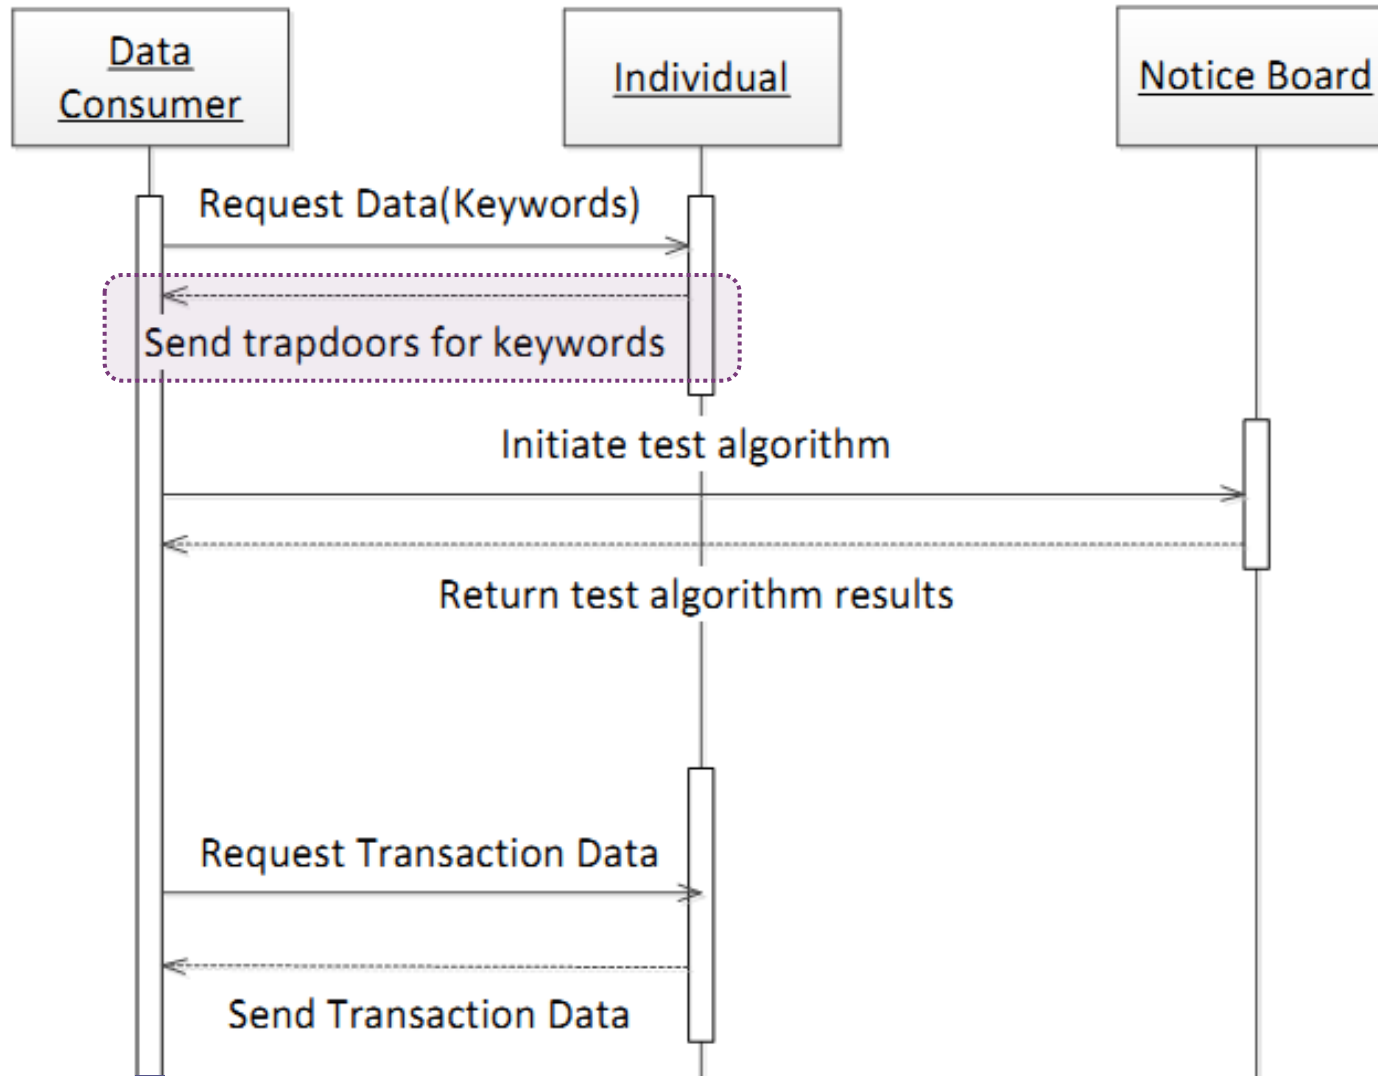 Data
Consumer
Individual
Notice Board
Request Data(Keywords)
Send trapdoors for keywords
Initiate test algorithm
Return test algorithm results
Request Transaction Data
Send Transaction Data